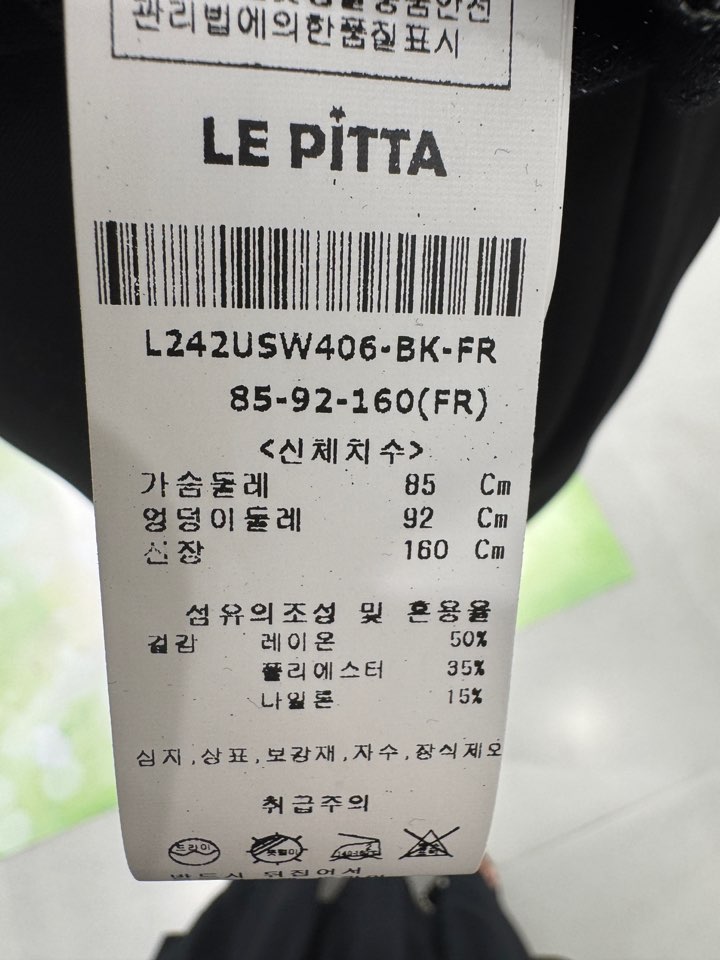 관리법에의한품질표시
LE PITTA
L242USW406-BK-FR
85-92-160(FR)
<신체치수>
가슴둘레 85 Cm
엉덩이둘레 92 Cm
신장 160 Cm
섬유의조성 및 혼용율
겉감 레이온 50%
폴리에스터 35%
나일론 15%
심지,상표,보강재,자수,장식제외
취급주의
드라이